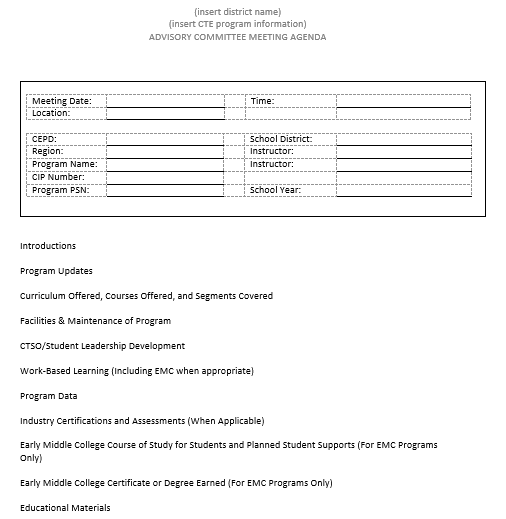 (insert district name)
(insert CTE program information)
ADVISORY COMMITTEE MEETING AGENDA
Meeting Date: Time:
Location:
CEPD: School District:
Region: Instructor:
Program Name: Instructor:
CIP Number:
Program PSN: School Year:
Introductions
Program Updates
Curriculum Offered, Courses Offered, and Segments Covered
Facilities & Maintenance of Program
CTSO/Student Leadership Development
Work-Based Learning (Including EMC when appropriate)
Program Data
Industry Certifications and Assessments (When Applicable)
Early Middle College Course of Study for Students and Planned Student Supports (For EMC Programs
Only)
Early Middle College Certificate or Degree Earned (For EMC Programs Only)
Educational Materials